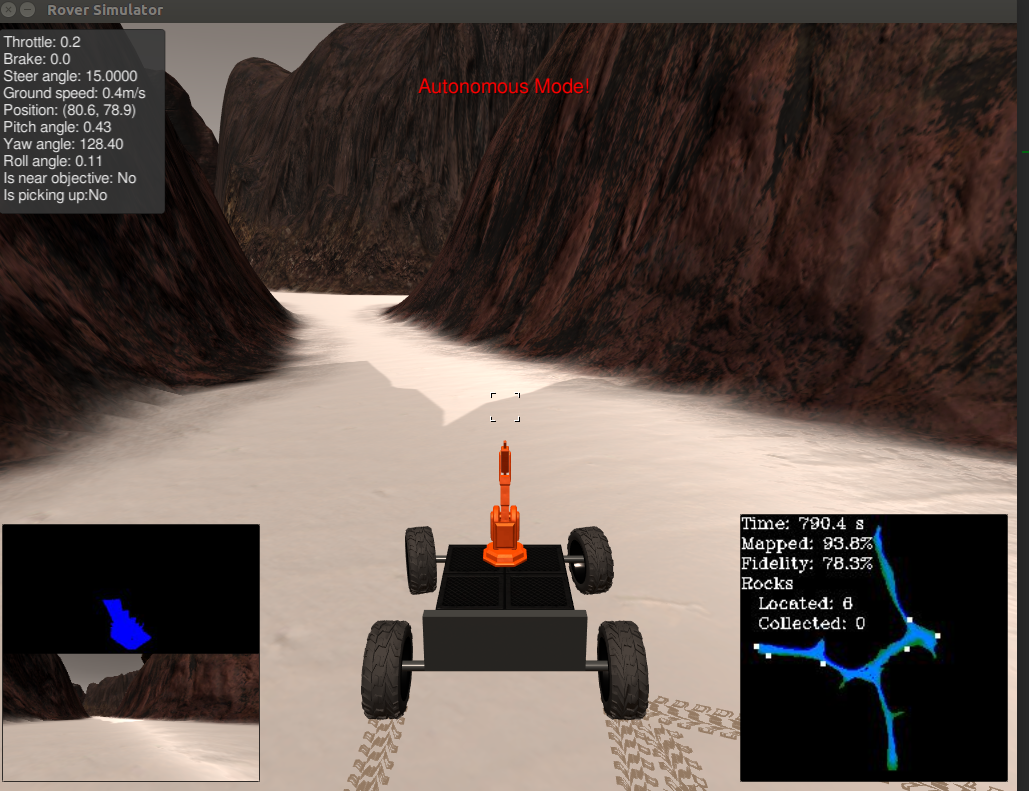 Rover Simulator
Throttle: 0.2
Brake: 0.0
Steer angle: 15.0000
Ground speed: 0.4m/s
Position: (80.6, 78.9)
Pitch angle: 0.43
Yaw angle: 128.40
Roll angle: 0.11
Is near objective: No
Is picking up:No
Autonomous Mode!
Time: 790.4 s
Mapped: 93.8%
Fidelity: 78.3%
Rocks
Located: 6
Collected: 0